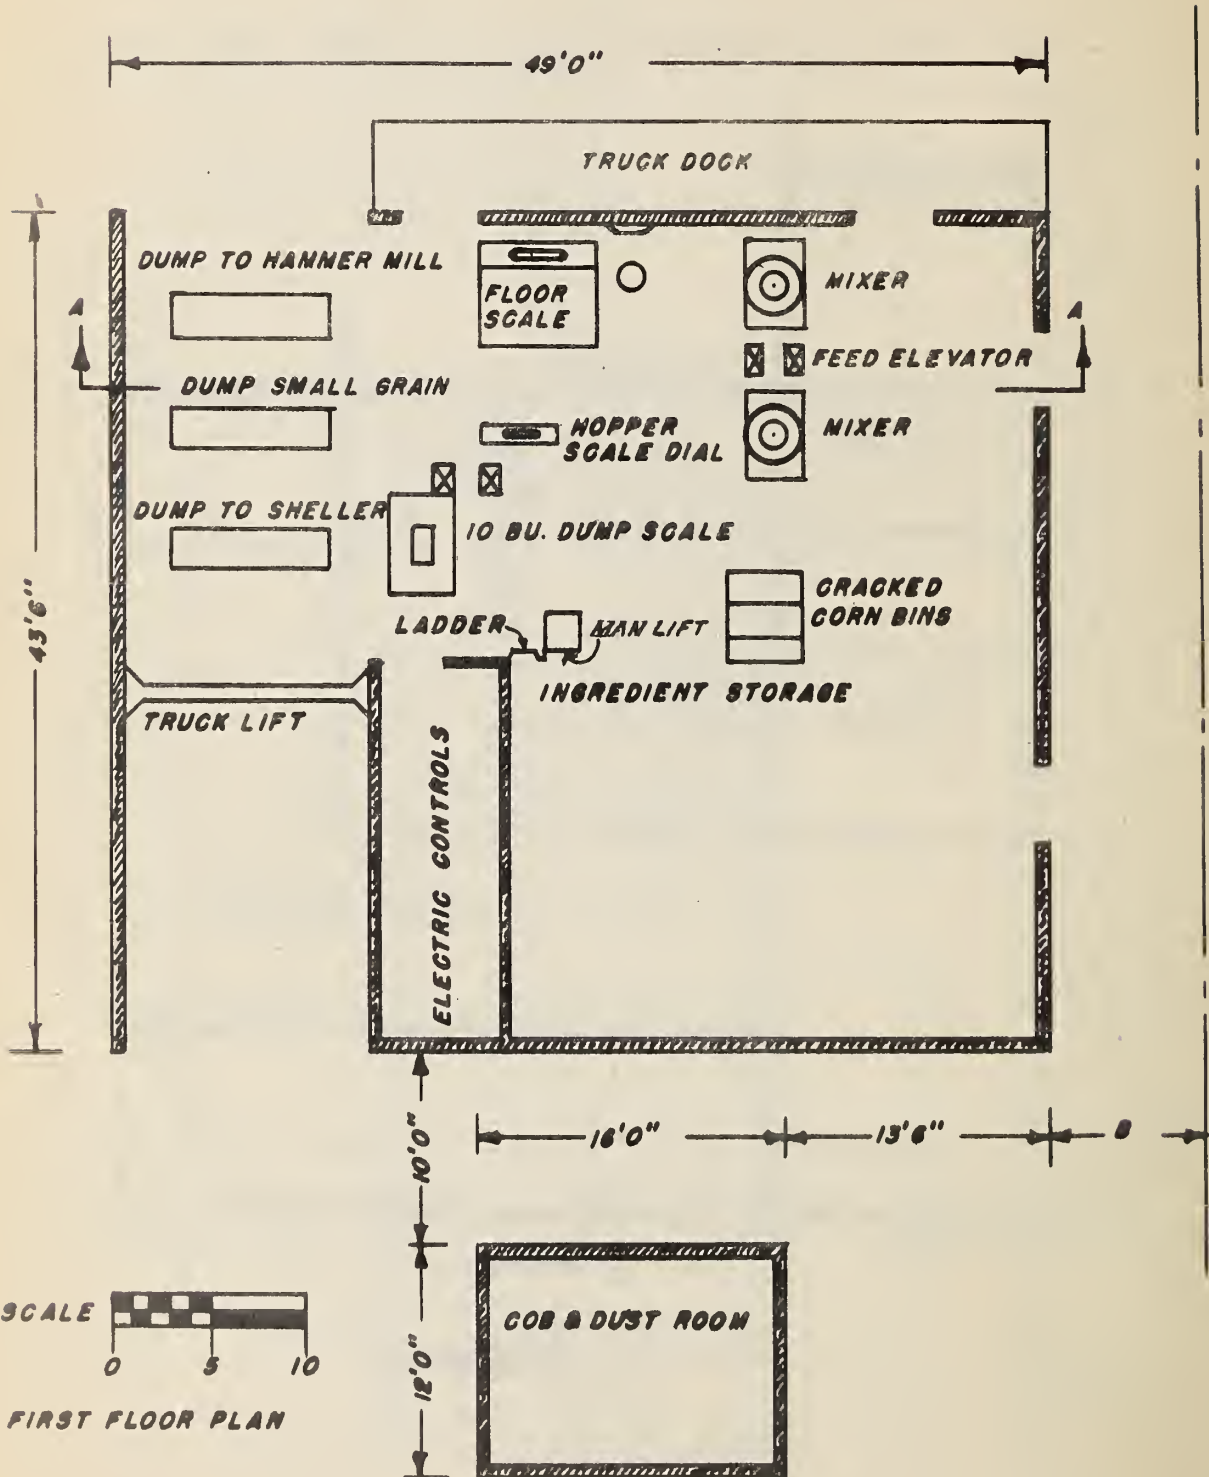 49'0"
TRUCK DOCK
DUMP TO HAMMER MILL
FLOOR
SCALE
MIXER
A
A
FEED ELEVATOR
DUMP SMALL GRAIN
HOPPER
SCALE DIAL
MIXER
DUMP TO SHELLER
10 BU. DUMP SCALE
43'6"
CRACKED
CORN BINS
LADDER
MAN LIFT
INGREDIENT STORAGE
TRUCK LIFT
ELECTRIC CONTROLS
10'0"
16'0"
13'6"
B
SCALE
0 5 10
COB & DUST ROOM
12'0"
FIRST FLOOR PLAN